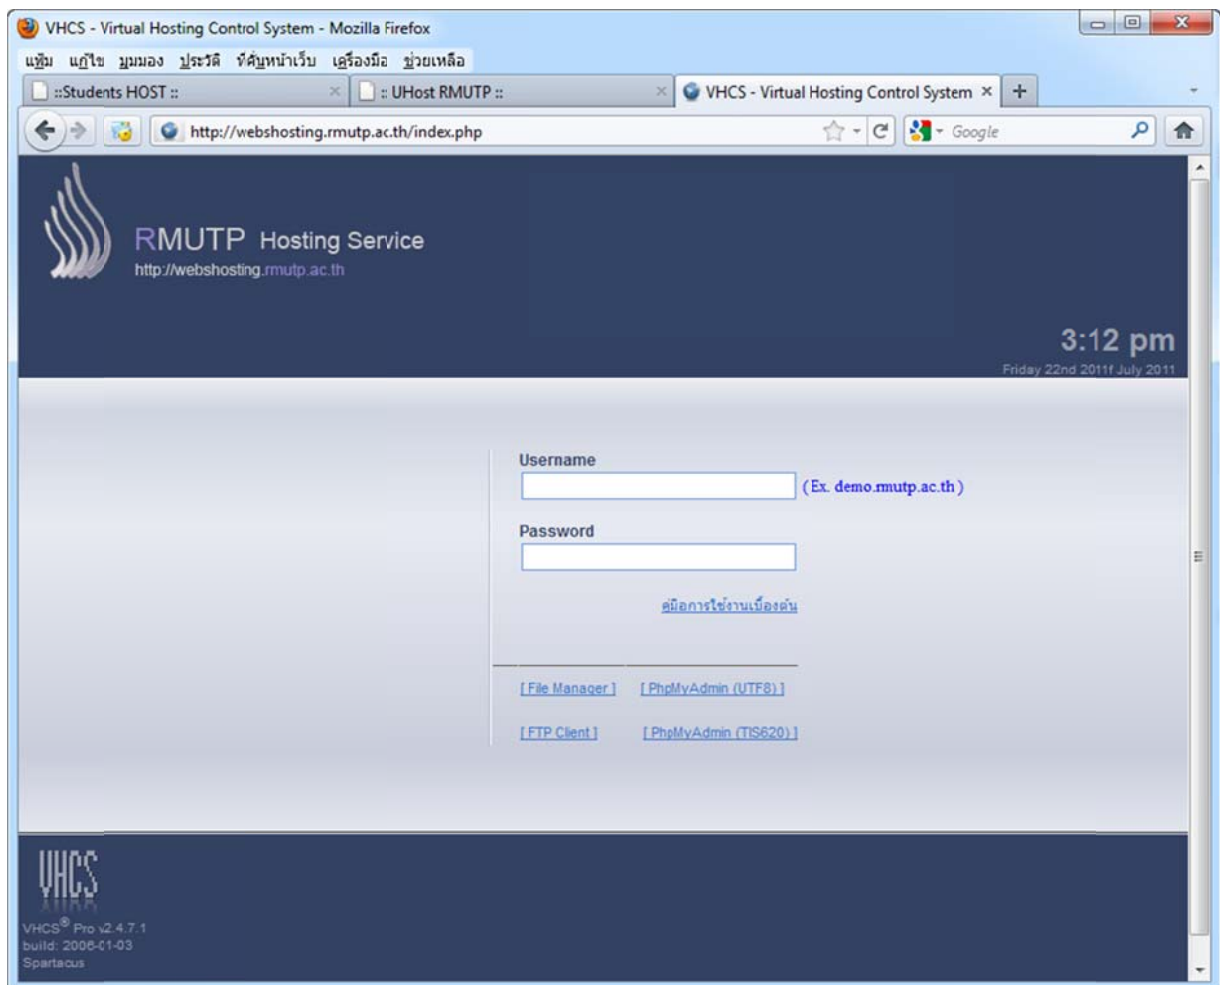 VHCS - Virtual Hosting Control System - Mozilla Firefox
แฟ้ม แก้ไข มุมมอง ประวัติ ที่คั่นหน้าเว็บ เครื่องมือ ช่วยเหลือ
::Students HOST :: :: UHost RMUTP :: VHCS - Virtual Hosting Control System
http://webshosting.rmutp.ac.th/index.php Google
RMUTP Hosting Service
http://webshosting.rmutp.ac.th
3:12 pm
Friday 22nd 2011f July 2011
Username
(Ex. demo.rmutp.ac.th)
Password
คู่มือการใช้งานเบื้องต้น
[ File Manager ] [ PhpMyAdmin (UTF8) ]
[ FTP Client ] [ PhpMyAdmin (TIS620) ]
VHCS
VHCS® Pro v2.4.7.1
build: 2006-01-03
Spartacus